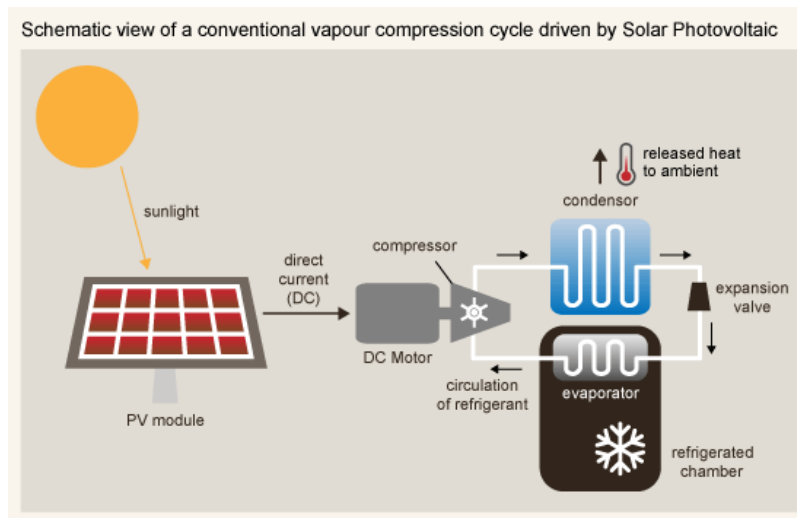 Schematic view of a conventional vapour compression cycle driven by Solar Photovoltaic
released heat
to ambient
condensor
sunlight
compressor
direct
current
(DC)
expansion
valve
DC Motor
circulation
of refrigerant
evaporator
PV module
refrigerated
chamber